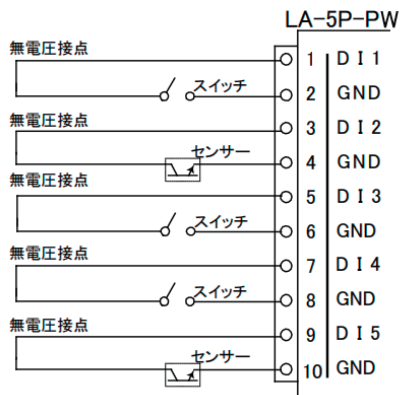 LA-5P-PW
無電圧接点 1 DI1
スイッチ 2 GND
無電圧接点 3 DI2
センサー 4 GND
無電圧接点 5 DI3
スイッチ 6 GND
無電圧接点 7 DI4
スイッチ 8 GND
無電圧接点 9 DI5
センサー 10 GND